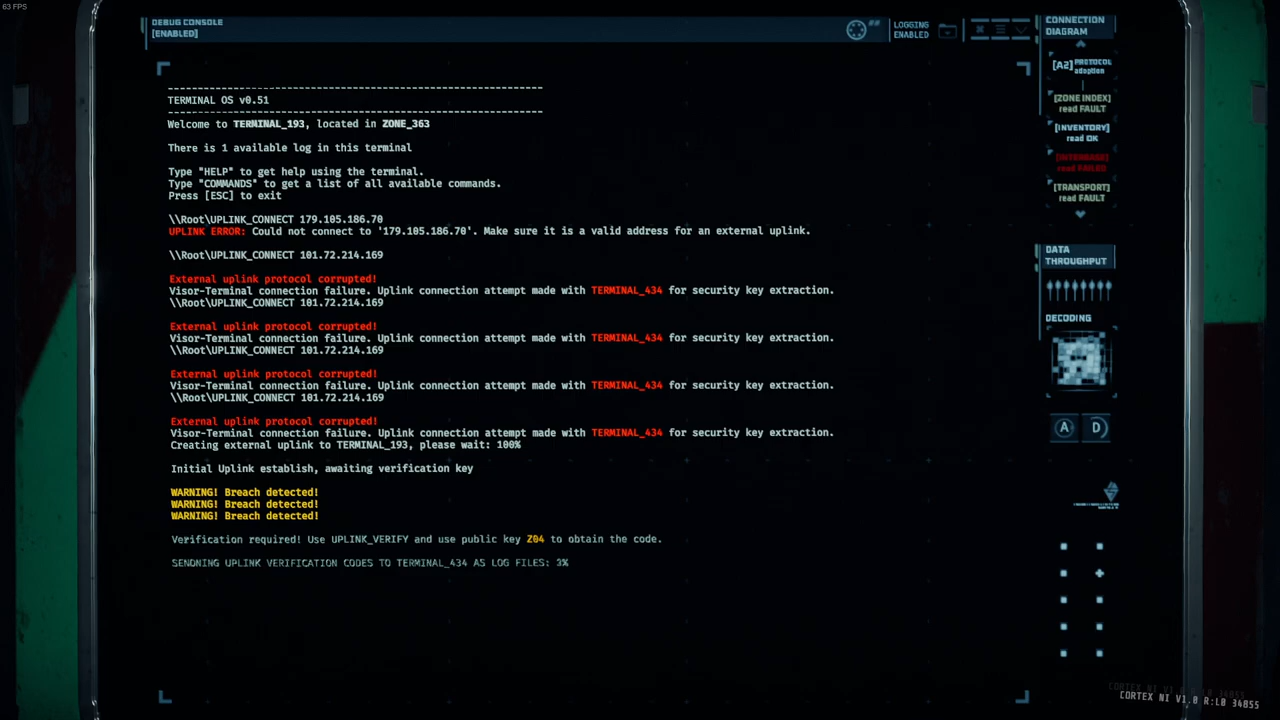 63 FPS
DEBUG CONSOLE
[ENABLED]
LOGGING
ENABLED
CONNECTION
DIAGRAM
[A2] PROTOCOL
adaption
[ZONE INDEX]
read FAULT
[INVENTORY]
read OK
read FAILED
[TRANSPORT]
read FAULT
DATA
THROUGHPUT
DECODING
A D
------------------------------------------------------------
TERMINAL OS v0.51
------------------------------------------------------------
Welcome to TERMINAL_193, located in ZONE_363
There is 1 available log in this terminal
Type "HELP" to get help using the terminal.
Type "COMMANDS" to get a list of all available commands.
Press [ESC] to exit
\\Root\UPLINK_CONNECT 179.105.186.70
UPLINK ERROR: Could not connect to '179.105.186.70'. Make sure it is a valid address for an external uplink.
\\Root\UPLINK_CONNECT 101.72.214.169
External uplink protocol corrupted!
Visor-Terminal connection failure. Uplink connection attempt made with TERMINAL_434 for security key extraction.
\\Root\UPLINK_CONNECT 101.72.214.169
External uplink protocol corrupted!
Visor-Terminal connection failure. Uplink connection attempt made with TERMINAL_434 for security key extraction.
\\Root\UPLINK_CONNECT 101.72.214.169
External uplink protocol corrupted!
Visor-Terminal connection failure. Uplink connection attempt made with TERMINAL_434 for security key extraction.
\\Root\UPLINK_CONNECT 101.72.214.169
External uplink protocol corrupted!
Visor-Terminal connection failure. Uplink connection attempt made with TERMINAL_434 for security key extraction.
Creating external uplink to TERMINAL_193, please wait: 100%
Initial Uplink establish, awaiting verification key
WARNING! Breach detected!
WARNING! Breach detected!
WARNING! Breach detected!
Verification required! Use UPLINK_VERIFY and use public key Z04 to obtain the code.
SENDNING UPLINK VERIFICATION CODES TO TERMINAL_434 AS LOG FILES: 3%
CORTEX NI V1.0 R:L0 34855